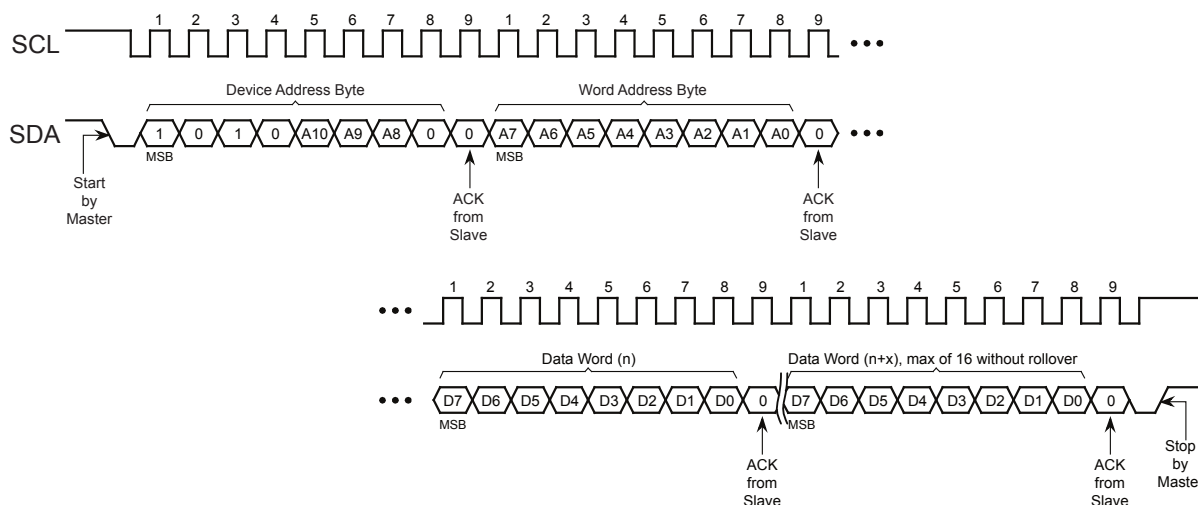 SCL 1 2 3 4 5 6 7 8 9 1 2 3 4 5 6 7 8 9
Device Address Byte Word Address Byte
SDA 1 0 1 0 A10 A9 A8 0 0 A7 A6 A5 A4 A3 A2 A1 A0 0
MSB MSB
Start
by
Master
ACK
from
Slave
ACK
from
Slave
1 2 3 4 5 6 7 8 9 1 2 3 4 5 6 7 8 9
Data Word (n) Data Word (n+x), max of 16 without rollover
D7 D6 D5 D4 D3 D2 D1 D0 0 D7 D6 D5 D4 D3 D2 D1 D0 0
MSB MSB
ACK
from
Slave
ACK
from
Slave
Stop
by
Master